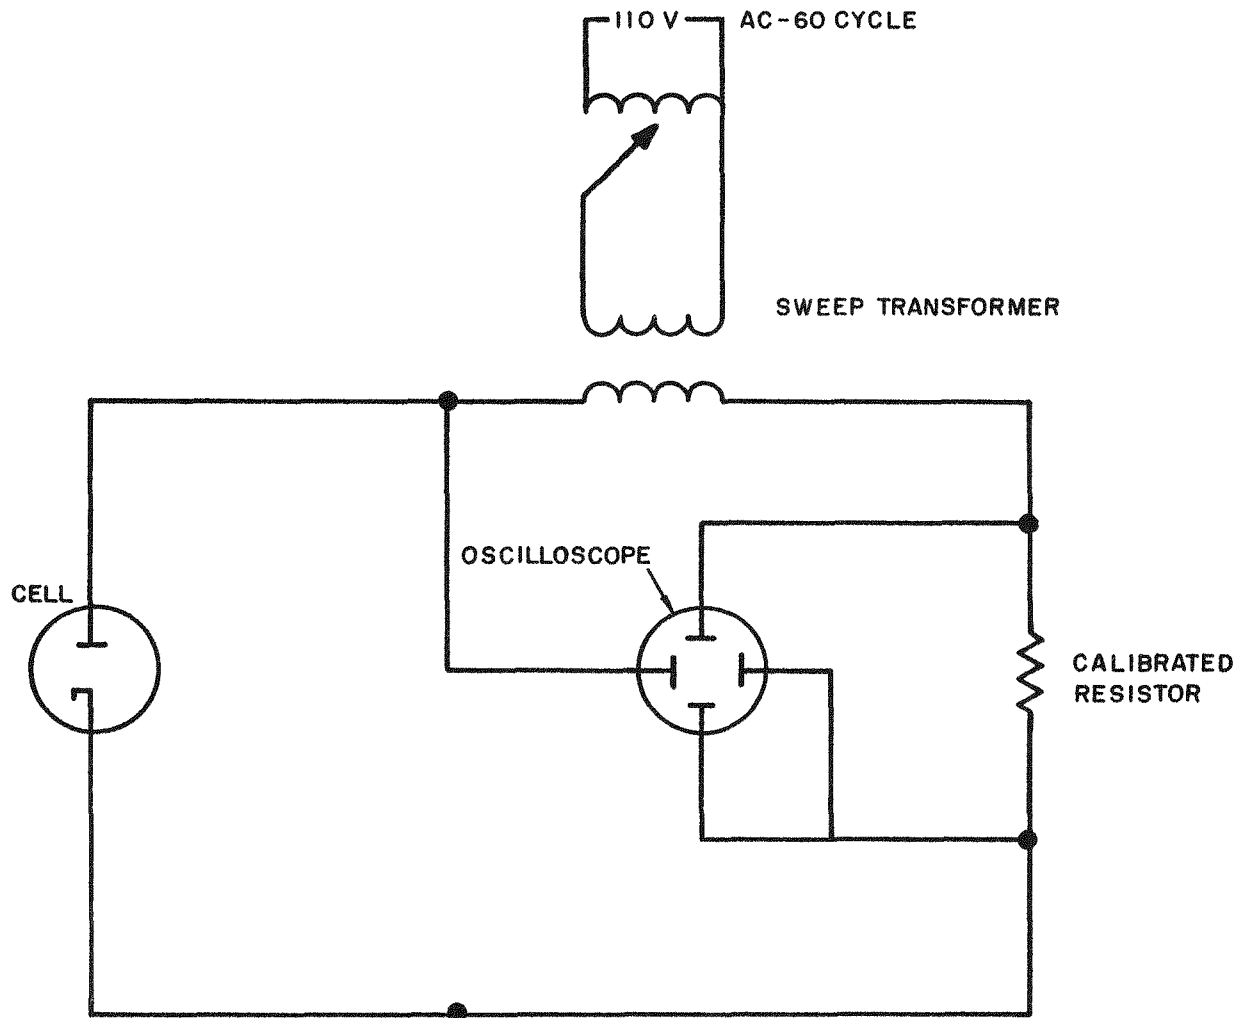 110 V AC-60 CYCLE
SWEEP TRANSFORMER
OSCILLOSCOPE
CELL
CALIBRATED
RESISTOR